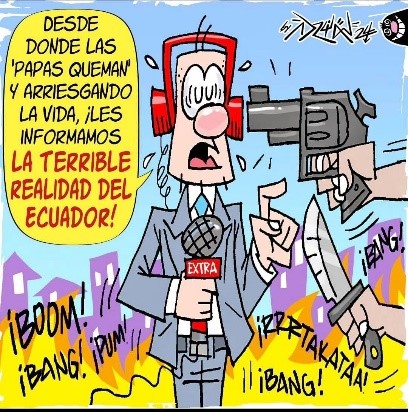 DESDE
DONDE LAS
'PAPAS QUEMAN'
Y ARRIESGANDO
LA VIDA, ¡LES
INFORMAMOS
LA TERRIBLE
REALIDAD DEL
ECUADOR!
EXTRA
¡BANG!
¡BOOM!
¡BANG! ¡PUM!
¡RRRTAKATAA!
¡BANG!